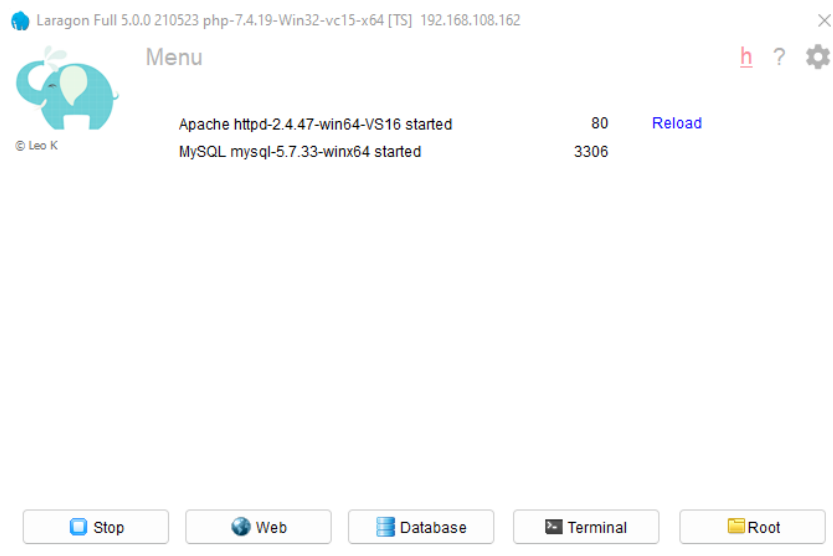 Laragon Full 5.0.0 210523 php-7.4.19-Win32-vc15-x64 [TS] 192.168.108.162
Menu
h ?
© Leo K
Apache httpd-2.4.47-win64-VS16 started 80 Reload
MySQL mysql-5.7.33-winx64 started 3306
Stop Web Database Terminal Root